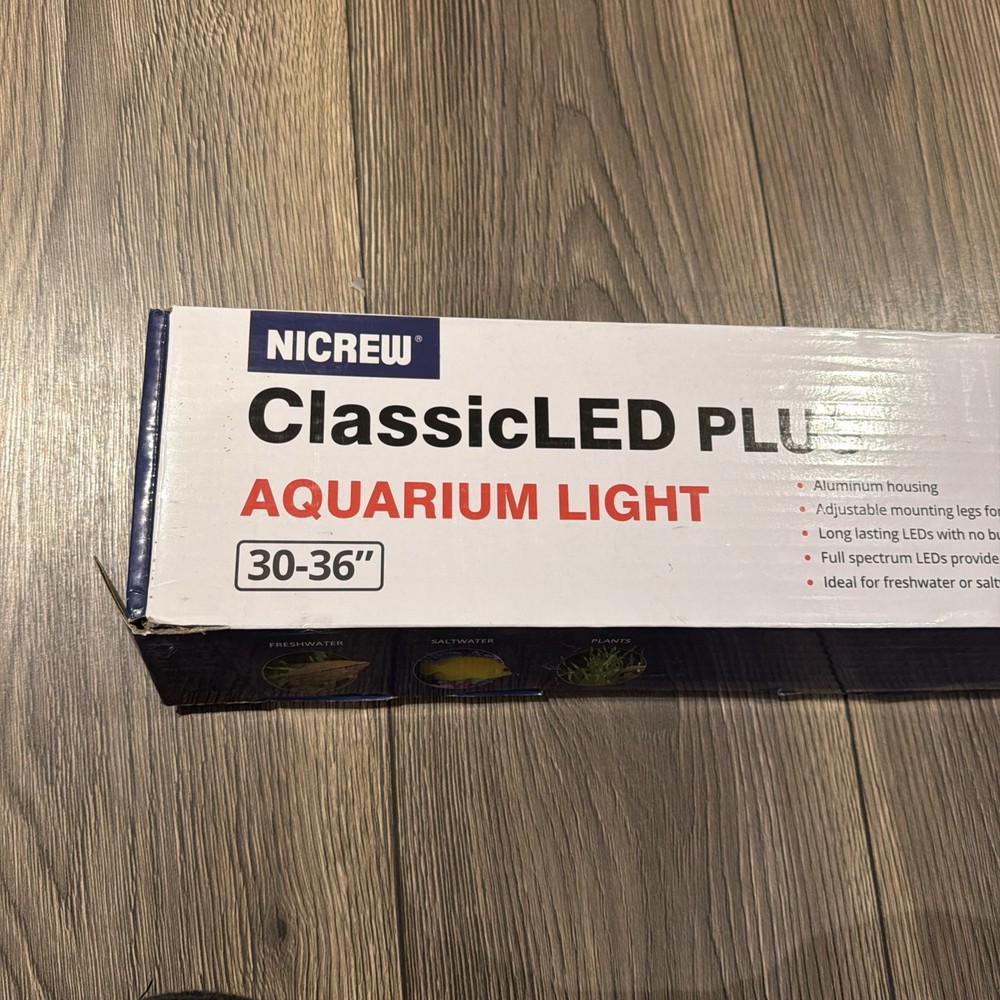 NICREW®
ClassicLED PLUS
AQUARIUM LIGHT
30-36”
• Aluminum housing
• Adjustable mounting legs for
• Long lasting LEDs with no bu
• Full spectrum LEDs provide
• Ideal for freshwater or salt
FRESHWATER
SALTWATER
PLANTS